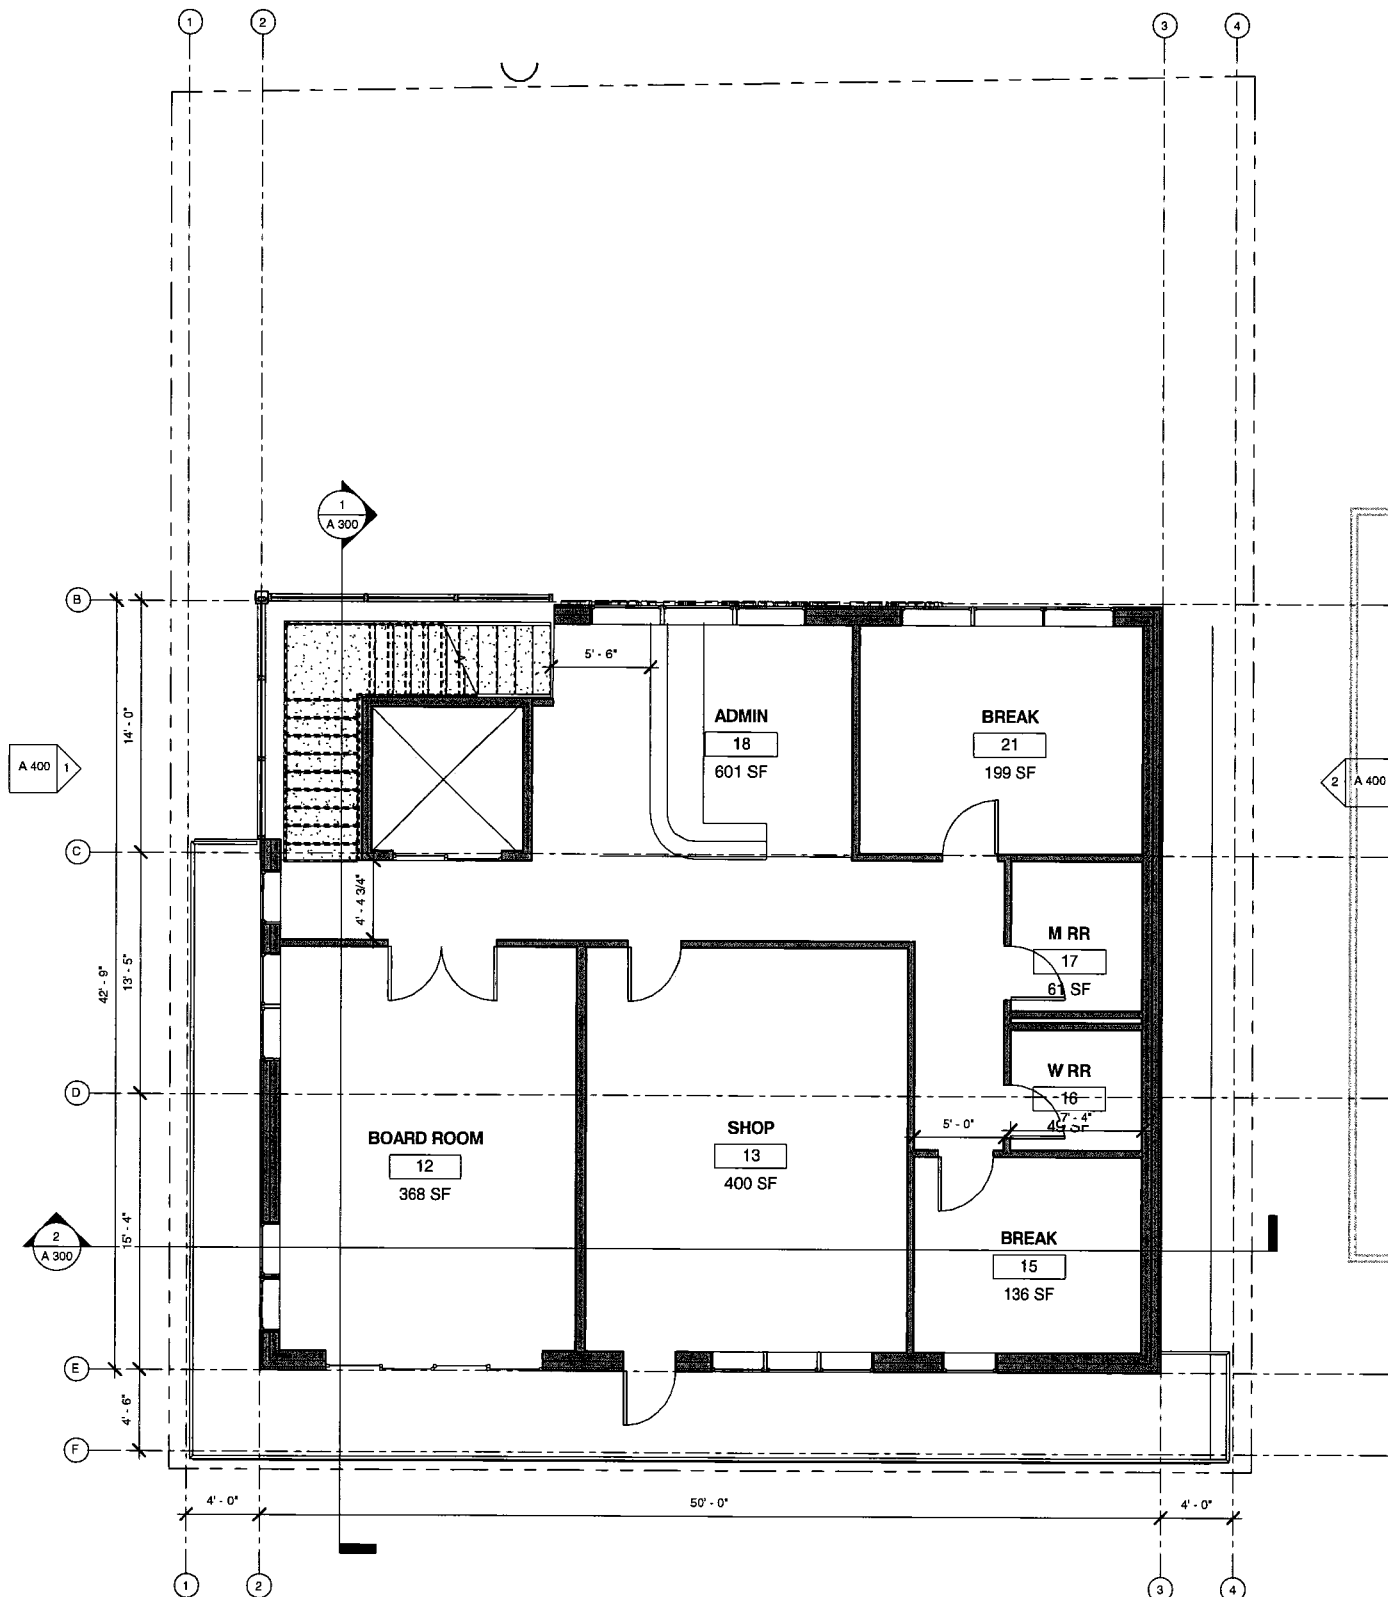 1
2
3
4
1
A 300
B
5' - 6"
14' - 0"
ADMIN
18
601 SF
BREAK
21
199 SF
A 400
1
2
A 400
C
4' - 4 3/4"
M RR
17
61 SF
42' - 9"
13' - 5"
W RR
16
7' - 4"
49 SF
D
5' - 0"
BOARD ROOM
12
368 SF
SHOP
13
400 SF
15' - 4"
2
A 300
BREAK
15
136 SF
E
4' - 6"
F
4' - 0"
50' - 0"
4' - 0"
1
2
3
4